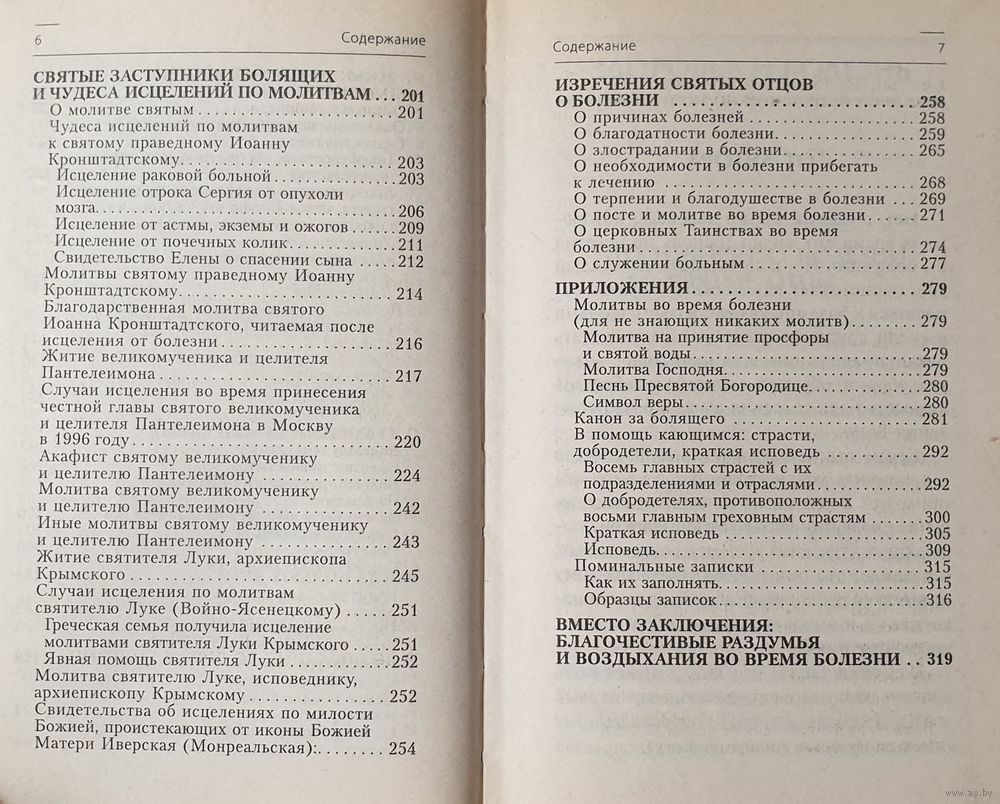 6 Содержание
СВЯТЫЕ ЗАСТУПНИКИ БОЛЯЩИХ
И ЧУДЕСА ИСЦЕЛЕНИЙ ПО МОЛИТВАМ ... 201
О молитве святым ........................ 201
Чудеса исцелений по молитвам
к святому праведному Иоанну
Кронштадтскому.......................... 203
Исцеление раковой больной ............... 203
Исцеление отрока Сергия от опухоли
мозга................................... 206
Исцеление от астмы, экземы и ожогов ...... 209
Исцеление от почечных колик............. 211
Свидетельство Елены о спасении сына ..... 212
Молитвы святому праведному Иоанну
Кронштадтскому.......................... 214
Благодарственная молитва святого
Иоанна Кронштадтского, читаемая после
исцеления от болезни .................... 216
Житие великомученика и целителя
Пантелеимона ........................... 217
Случаи исцеления во время принесения
честной главы святого великомученика
и целителя Пантелеимона в Москву
в 1996 году ............................. 220
Акафист святому великомученику
и целителю Пантелеимону ............... 224
Молитва святому великомученику
и целителю Пантелеимону ............... 242
Иные молитвы святому великомученику
и целителю Пантелеимону ............... 243
Житие святителя Луки, архиепископа
Крымского .............................. 245
Случаи исцеления по молитвам
святителю Луке (Войно-Ясенецкому) ..... 251
Греческая семья получила исцеление
молитвами святителя Луки Крымского .... 251
Явная помощь святителя Луки ............ 252
Молитва святителю Луке, исповеднику,
архиепископу Крымскому ................ 252
Свидетельства об исцелениях по милости
Божией, проистекающих от иконы Божией
Матери Иверская (Монреальская):........ 254
Содержание 7
ИЗРЕЧЕНИЯ СВЯТЫХ ОТЦОВ
О БОЛЕЗНИ ............................. 258
О причинах болезней ..................... 258
О благодатности болезни.................. 259
О злострадании в болезни................. 265
О необходимости в болезни прибегать
к лечению ............................... 268
О терпении и благодушестве в болезни ... 269
О посте и молитве во время болезни...... 271
О церковных Таинствах во время
болезни ................................. 274
О служении больным ..................... 277
ПРИЛОЖЕНИЯ............................ 279
Молитвы во время болезни
(для не знающих никаких молитв)........ 279
Молитва на принятие просфоры
и святой воды........................... 279
Молитва Господня........................ 279
Песнь Пресвятой Богородице.............. 280
Символ веры............................. 280
Канон за болящего ....................... 281
В помощь кающимся: страсти,
добродетели, краткая исповедь ........... 292
Восемь главных страстей с их
подразделениями и отраслями............. 292
О добродетелях, противоположных
восьми главным греховным страстям ....... 300
Краткая исповедь ........................ 305
Исповедь................................ 309
Поминальные записки .................... 315
Как их заполнять........................ 315
Образцы записок......................... 316
ВМЕСТО ЗАКЛЮЧЕНИЯ:
БЛАГОЧЕСТИВЫЕ РАЗДУМЬЯ
И ВОЗДЫХАНИЯ ВО ВРЕМЯ БОЛЕЗНИ .. 319
www.ay.by